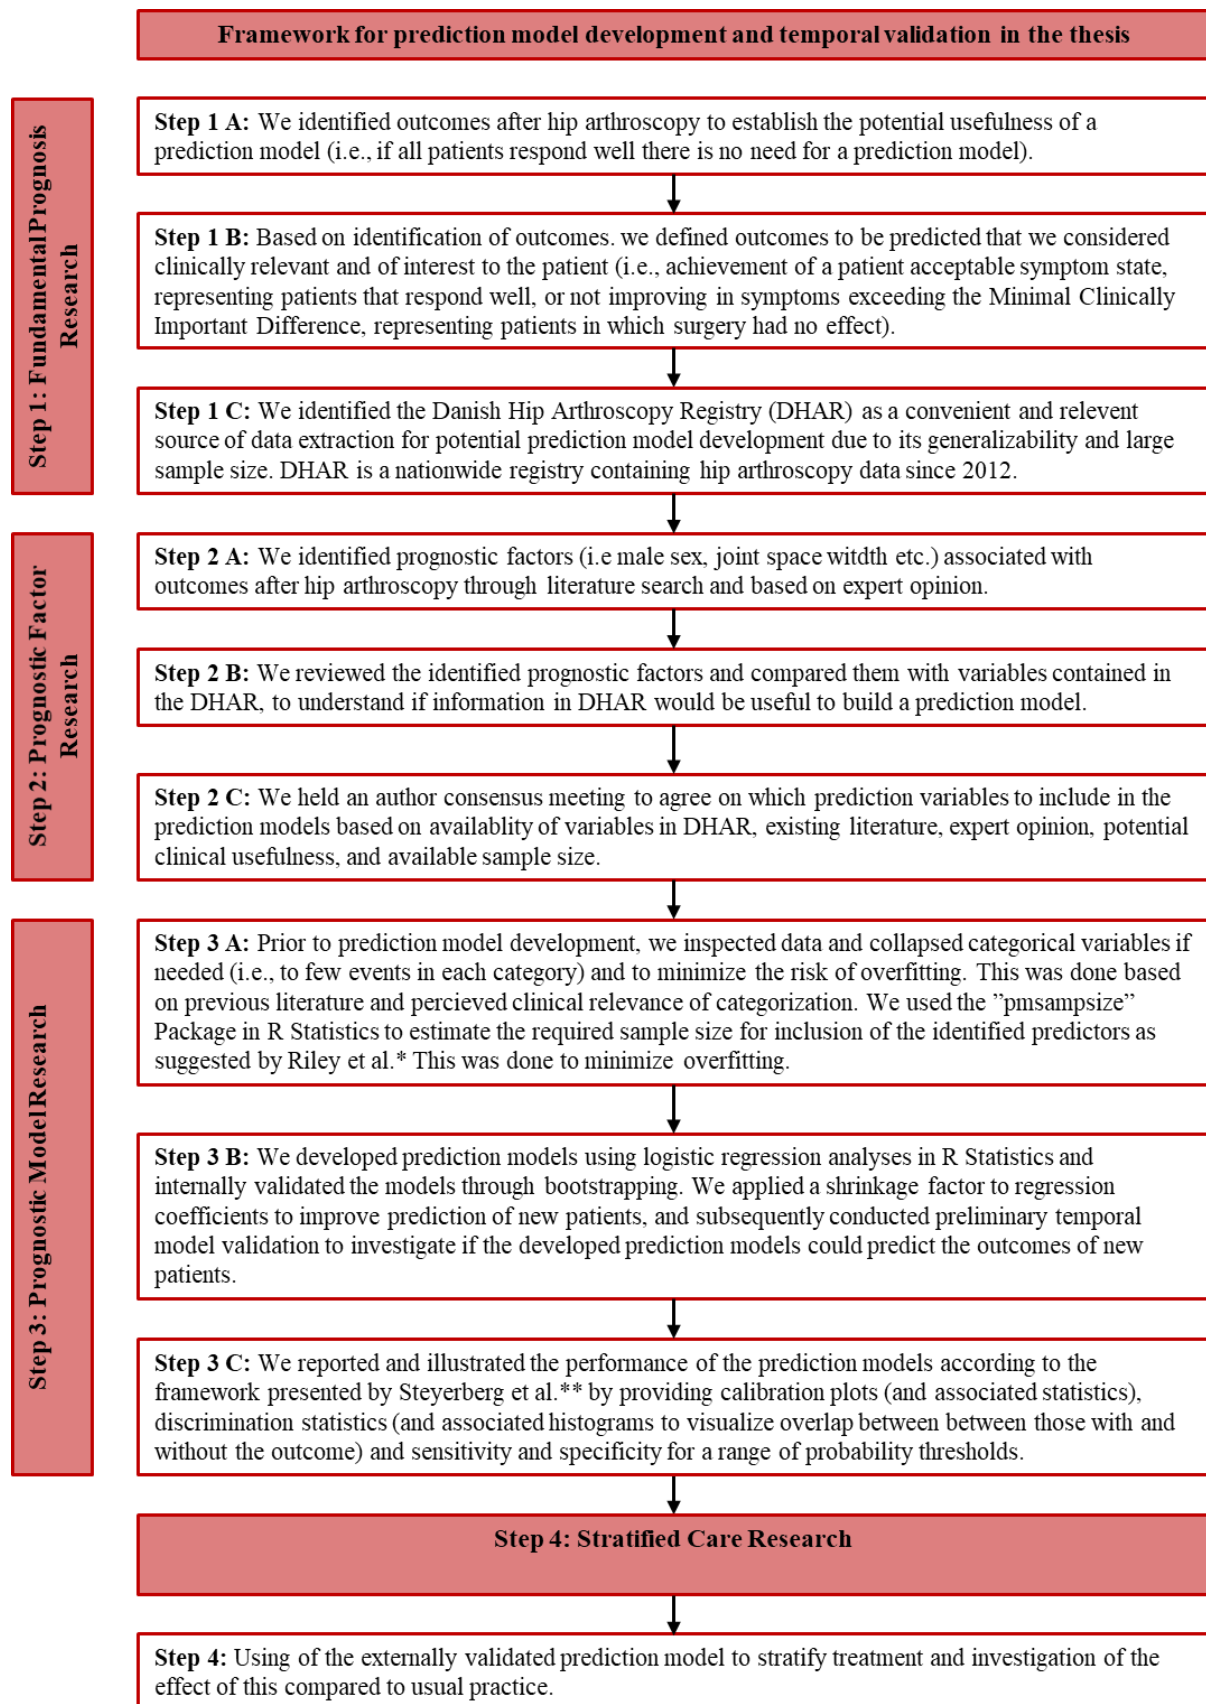 Framework for prediction model development and temporal validation in the thesis
Step 1: Fundamental Prognosis
Research
Step 1 A: We identified outcomes after hip arthroscopy to establish the potential usefulness of a
prediction model (i.e., if all patients respond well there is no need for a prediction model).
Step 1 B: Based on identification of outcomes. we defined outcomes to be predicted that we considered
clinically relevant and of interest to the patient (i.e., achievement of a patient acceptable symptom state,
representing patients that respond well, or not improving in symptoms exceeding the Minimal Clinically
Important Difference, representing patients in which surgery had no effect).
Step 1 C: We identified the Danish Hip Arthroscopy Registry (DHAR) as a convenient and relevent
source of data extraction for potential prediction model development due to its generalizability and large
sample size. DHAR is a nationwide registry containing hip arthroscopy data since 2012.
Step 2: Prognostic Factor
Research
Step 2 A: We identified prognostic factors (i.e male sex, joint space witdth etc.) associated with
outcomes after hip arthroscopy through literature search and based on expert opinion.
Step 2 B: We reviewed the identified prognostic factors and compared them with variables contained in
the DHAR, to understand if information in DHAR would be useful to build a prediction model.
Step 2 C: We held an author consensus meeting to agree on which prediction variables to include in the
prediction models based on availablity of variables in DHAR, existing literature, expert opinion, potential
clinical usefulness, and available sample size.
Step 3: Prognostic Model Research
Step 3 A: Prior to prediction model development, we inspected data and collapsed categorical variables if
needed (i.e., to few events in each category) and to minimize the risk of overfitting. This was done based
on previous literature and percieved clinical relevance of categorization. We used the ”pmsampsize”
Package in R Statistics to estimate the required sample size for inclusion of the identified predictors as
suggested by Riley et al.* This was done to minimize overfitting.
Step 3 B: We developed prediction models using logistic regression analyses in R Statistics and
internally validated the models through bootstrapping. We applied a shrinkage factor to regression
coefficients to improve prediction of new patients, and subsequently conducted preliminary temporal
model validation to investigate if the developed prediction models could predict the outcomes of new
patients.
Step 3 C: We reported and illustrated the performance of the prediction models according to the
framework presented by Steyerberg et al.** by providing calibration plots (and associated statistics),
discrimination statistics (and associated histograms to visualize overlap between between those with and
without the outcome) and sensitivity and specificity for a range of probability thresholds.
Step 4: Stratified Care Research
Step 4: Using of the externally validated prediction model to stratify treatment and investigation of the
effect of this compared to usual practice.